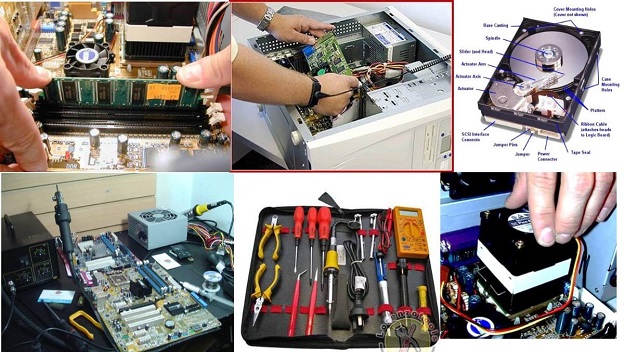 Cover Mounting Holes
(Cover not shown)
Base Casting
Spindle
Slider (and Head)
Actuator Arm
Actuator Axis
Actuator
Case
Mounting
Holes
Platters
Ribbon Cable
(attaches heads
to Logic Board)
SCSI Interface
Connector
Jumper Pins
Jumper
Power
Connector
Tape Seal